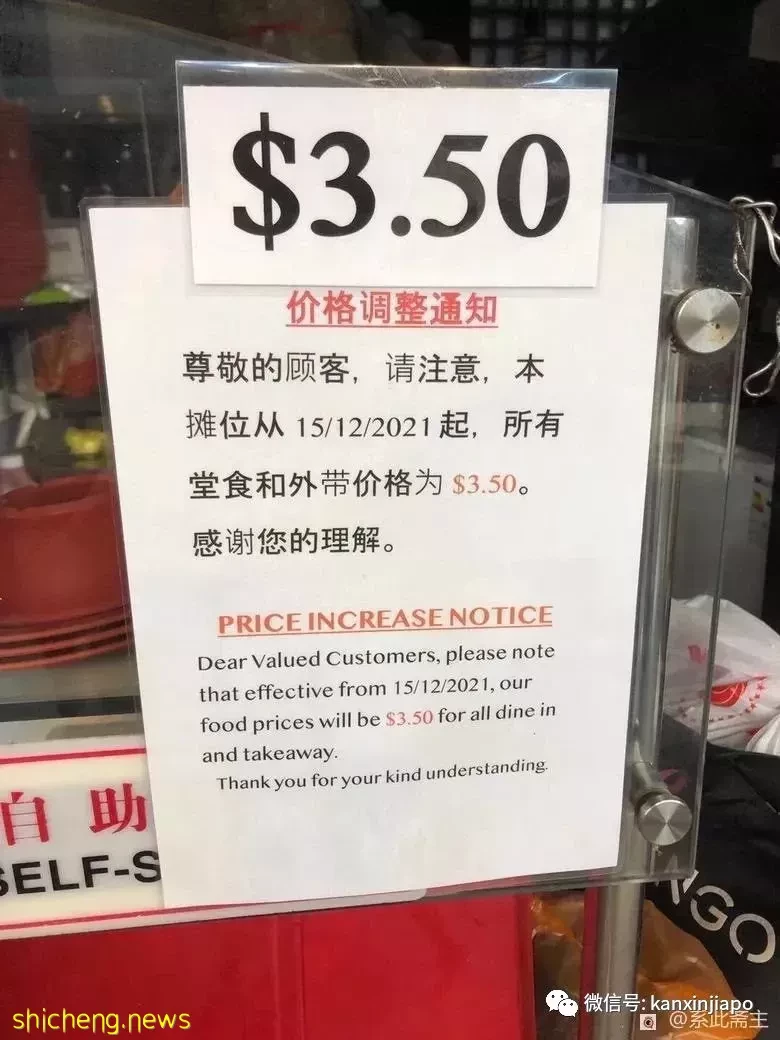 $3.50
价格调整通知
尊敬的顾客，请注意，本
摊位从 15/12/2021 起，所有
堂食和外带价格为 $3.50。
感谢您的理解。
PRICE INCREASE NOTICE
Dear Valued Customers, please note
that effective from 15/12/2021, our
food prices will be $3.50 for all dine in
and takeaway.
Thank you for your kind understanding.
自助
SELF-S
NGO
微信号: kanxinjiapo
@系此斋主
shicheng.news